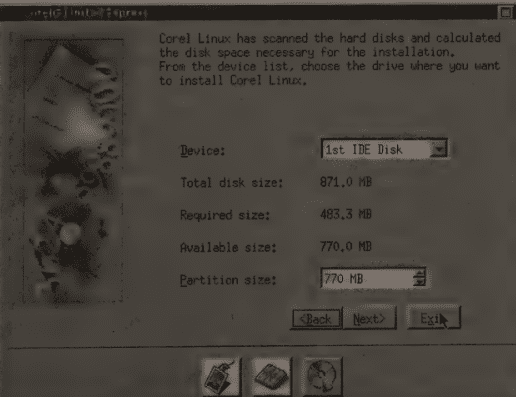 Corel Linux has scanned the hard disks and calculated
the disk space necessary for the installation.
From the device list, choose the drive where you want
to install Corel Linux.
Device: 1st IDE Disk
Total disk size: 871.0 MB
Required size: 483.3 MB
Available size: 770.0 MB
Partition size: 770 MB
<Back Next> Exit